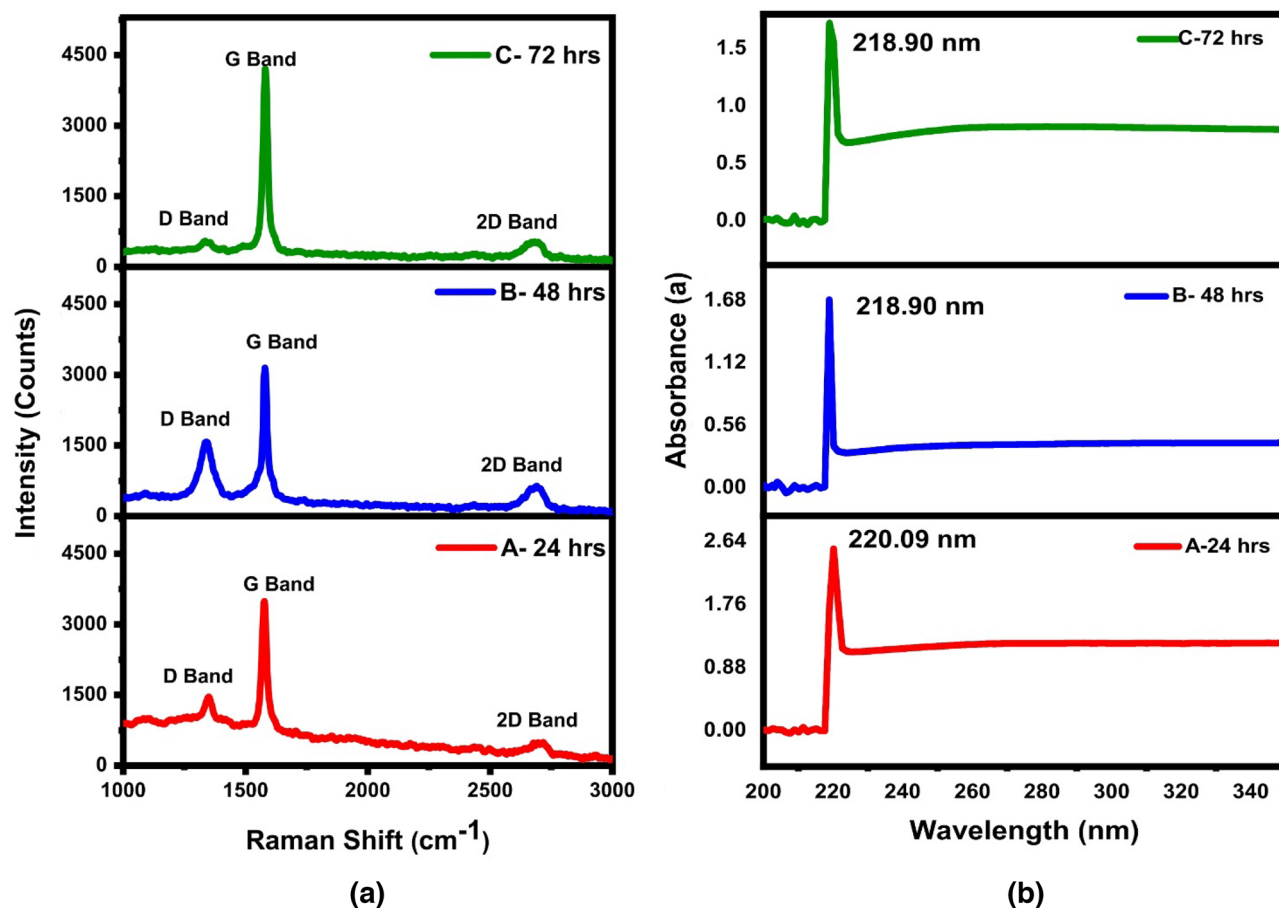 4500
3000
1500
0
G Band
C- 72 hrs
D Band
2D Band
4500
3000
1500
0
B- 48 hrs
G Band
D Band
2D Band
4500
3000
1500
0
A- 24 hrs
G Band
D Band
2D Band
1000 1500 2000 2500 3000
Intensity (Counts)
Raman Shift (cm-1)
(a)
1.5
1.0
0.5
0.0
218.90 nm
C-72 hrs
1.68
1.12
0.56
0.00
218.90 nm
B- 48 hrs
2.64
1.76
0.88
0.00
220.09 nm
A-24 hrs
200 220 240 260 280 300 320 340
Absorbance (a)
Wavelength (nm)
(b)